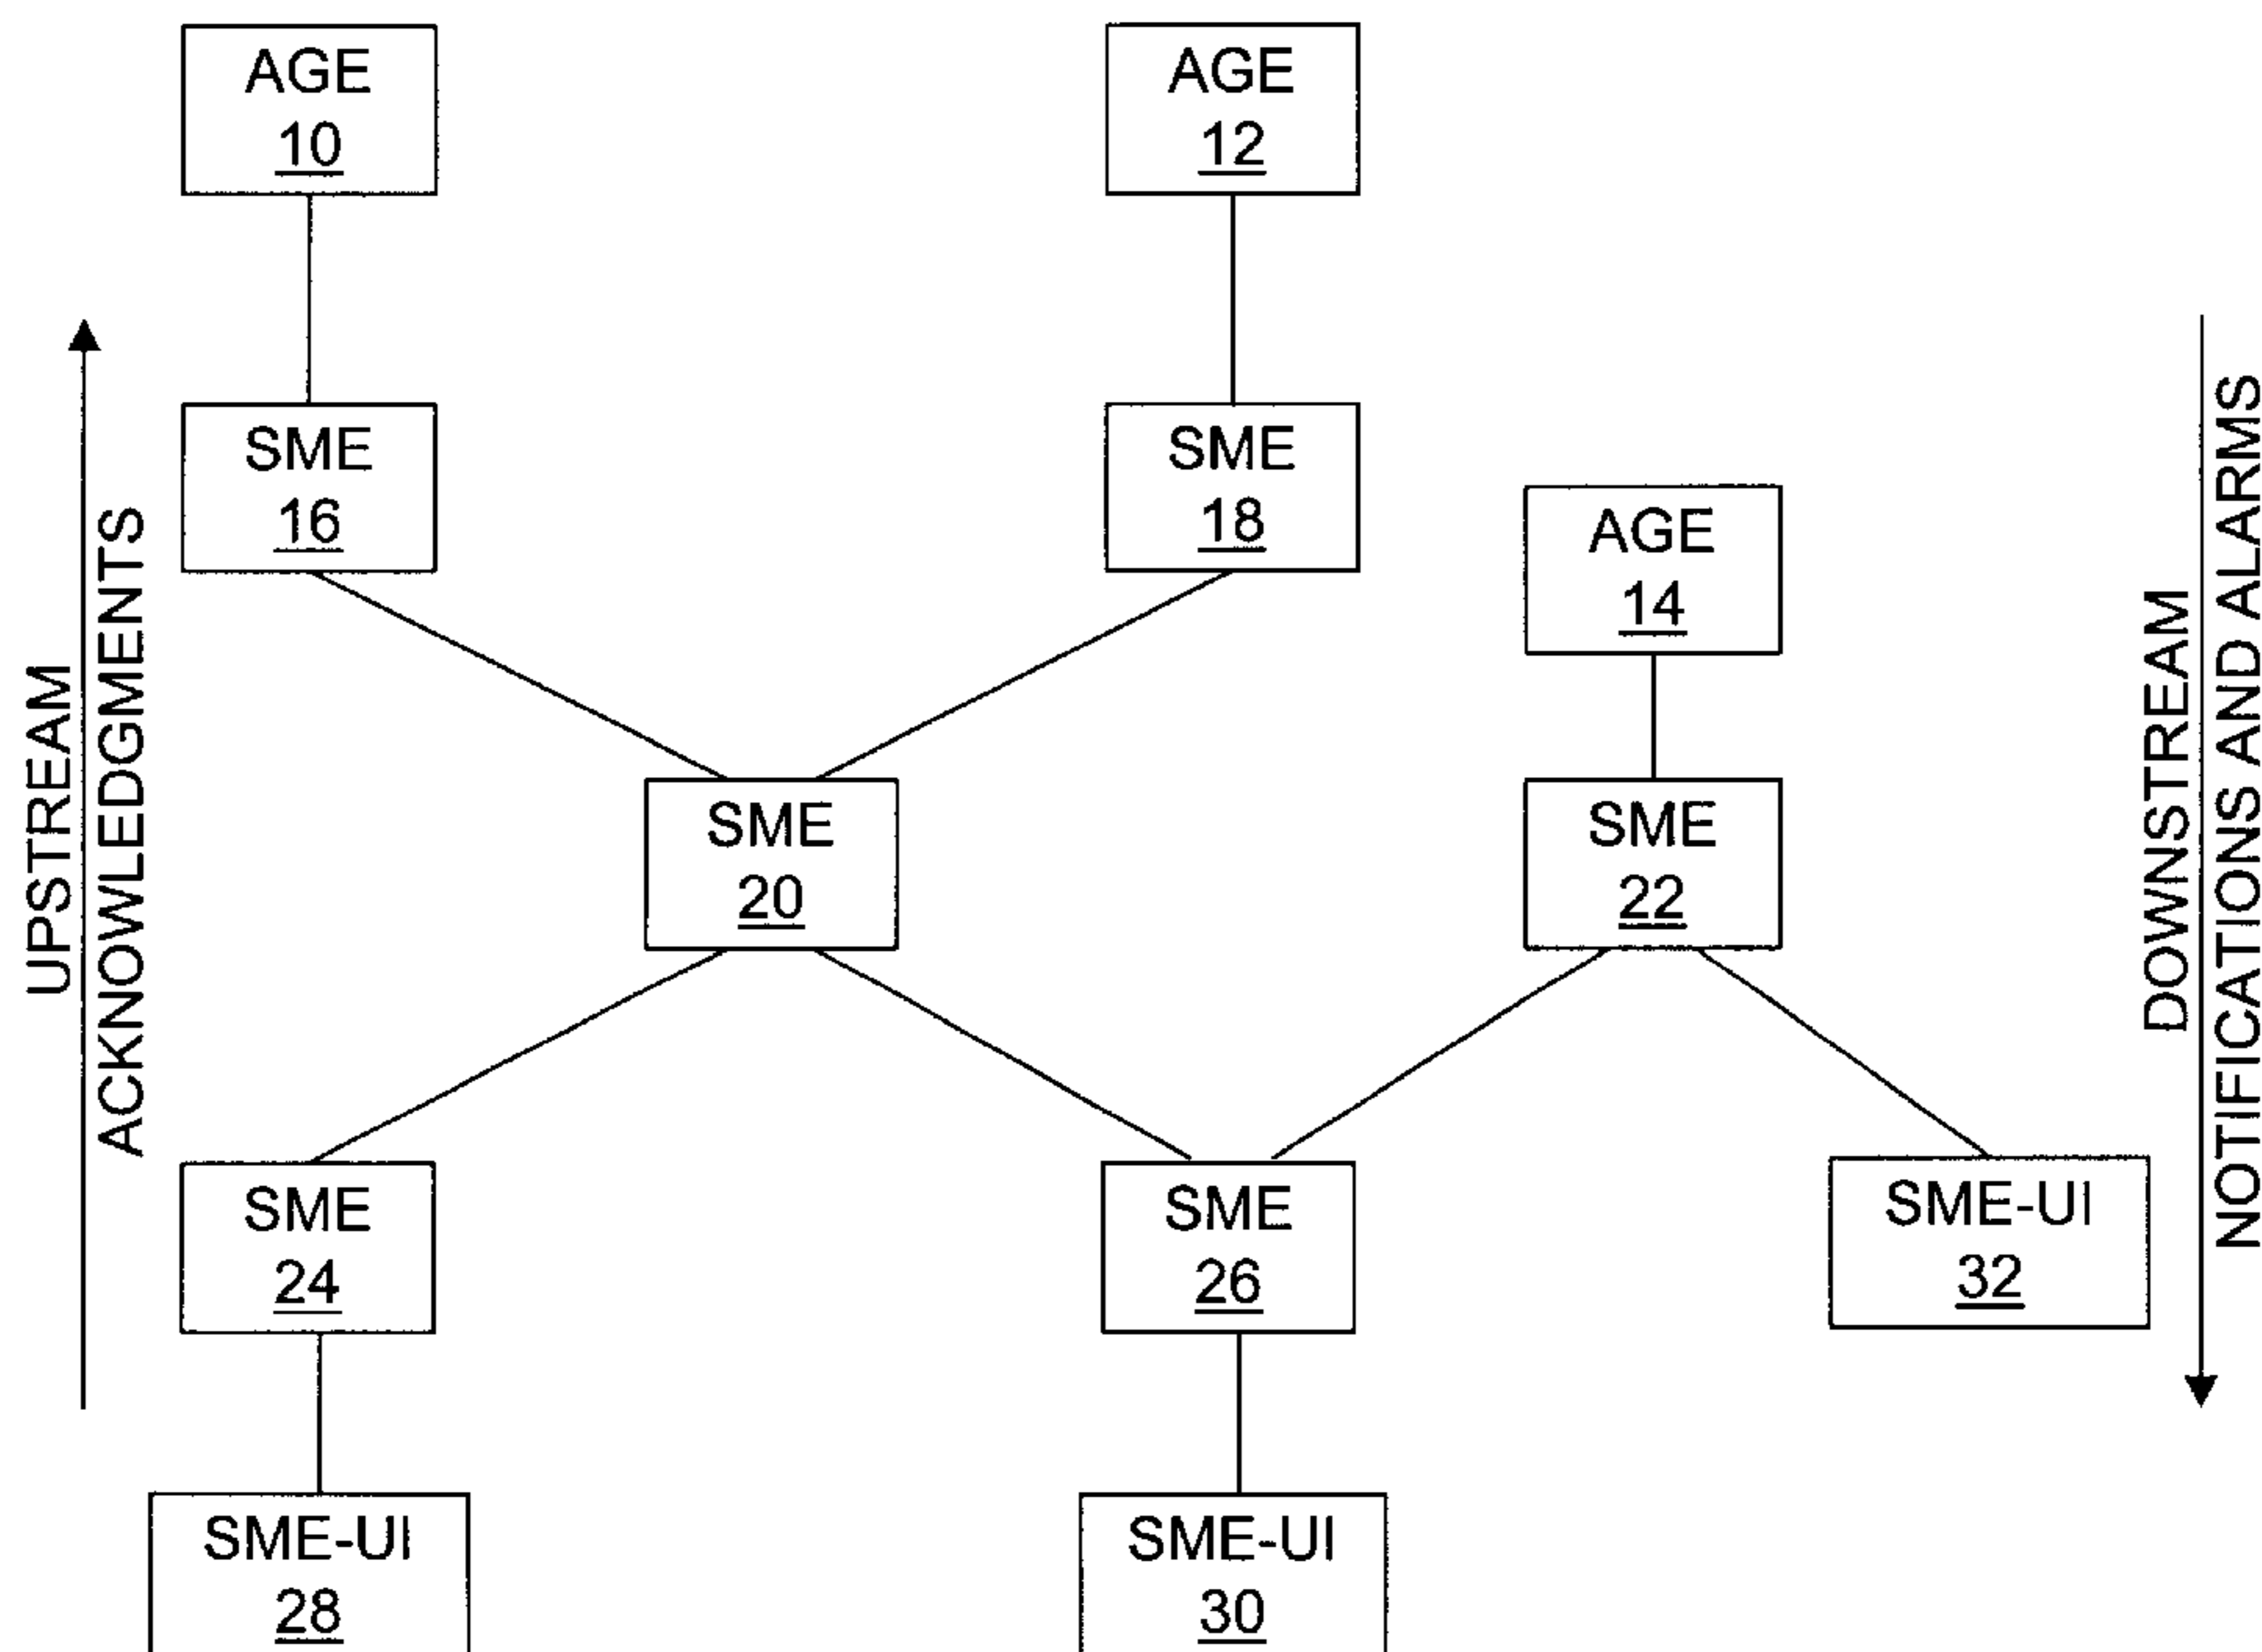 AGE
10
AGE
12
SME
16
SME
18
AGE
14
UPSTREAM
ACKNOWLEDGMENTS
DOWNSTREAM
NOTIFICATIONS AND ALARMS
SME
20
SME
22
SME
24
SME
26
SME-UI
32
SME-UI
28
SME-UI
30